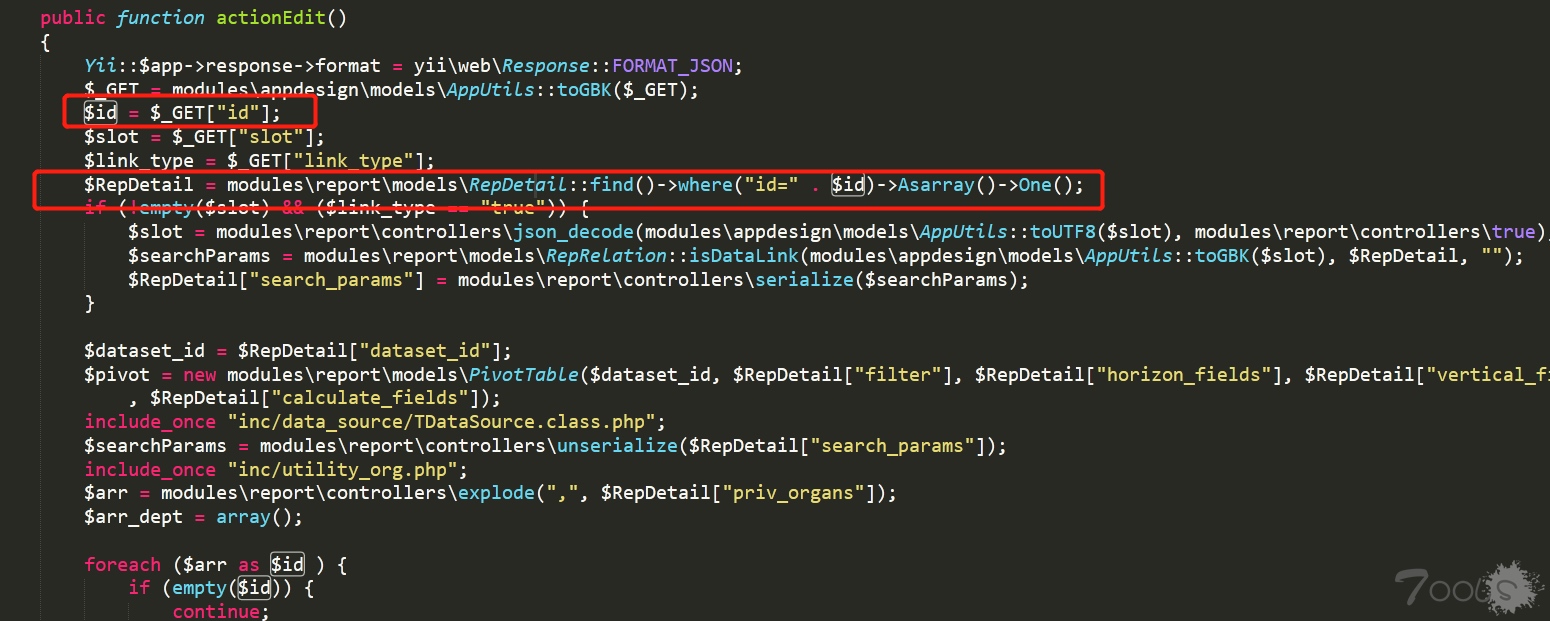 public function actionEdit()
{
    Yii::$app->response->format = yii\web\Response::FORMAT_JSON;
    $_GET = modules\appdesign\models\AppUtils::toGBK($_GET);
    $id = $_GET["id"];
    $slot = $_GET["slot"];
    $link_type = $_GET["link_type"];
    $RepDetail = modules\report\models\RepDetail::find()->where("id=" . $id)->Asarray()->One();
    if (!empty($slot) && ($link_type == "true")) {
        $slot = modules\report\controllers\json_decode(modules\appdesign\models\AppUtils::toUTF8($slot), modules\report\controllers\true)
        $searchParams = modules\report\models\RepRelation::isDataLink(modules\appdesign\models\AppUtils::toGBK($slot), $RepDetail, "");
        $RepDetail["search_params"] = modules\report\controllers\serialize($searchParams);
    }
    $dataset_id = $RepDetail["dataset_id"];
    $pivot = new modules\report\models\PivotTable($dataset_id, $RepDetail["filter"], $RepDetail["horizon_fields"], $RepDetail["vertical_fi
        , $RepDetail["calculate_fields"]);
    include_once "inc/data_source/TDataSource.class.php";
    $searchParams = modules\report\controllers\unserialize($RepDetail["search_params"]);
    include_once "inc/utility_org.php";
    $arr = modules\report\controllers\explode(",", $RepDetail["priv_organs"]);
    $arr_dept = array();
    foreach ($arr as $id ) {
        if (empty($id)) {
            continue;
7ools